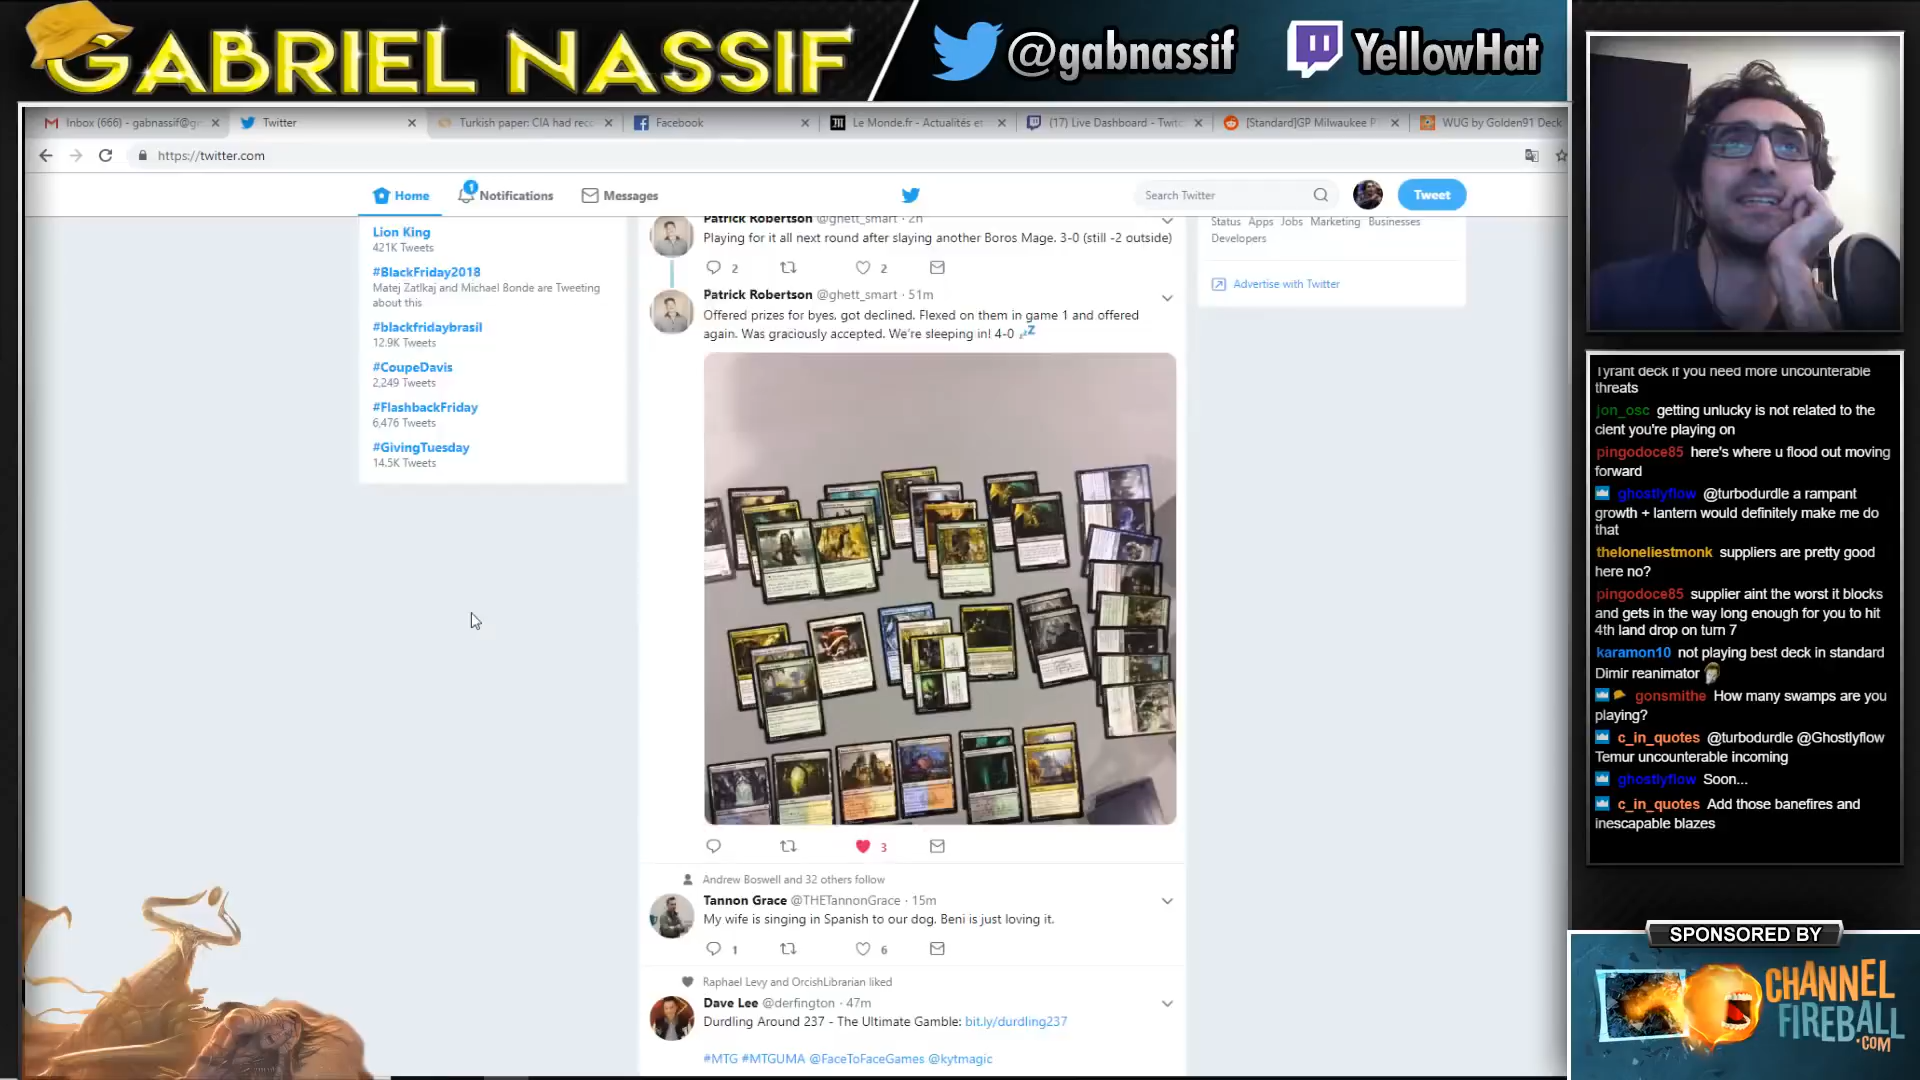 GABRIEL NASSIF
@gabnassif
YellowHat
Inbox (666) - gabnassif@g
Twitter
Turkish paper: CIA had rec
Facebook
Le Monde.fr - Actualités et
(17) Live Dashboard - Twitc
[Standard]GP Milwaukee P
WUG by Golden91 Deck
https://twitter.com
Home
Notifications
1
Messages
Search Twitter
Tweet
Lion King
421K Tweets
#BlackFriday2018
Matej Zatlkaj and Michael Bonde are Tweeting
about this
#blackfridaybrasil
12.9K Tweets
#CoupeDavis
2,249 Tweets
#FlashbackFriday
6,476 Tweets
#GivingTuesday
14.5K Tweets
Patrick Robertson @ghett_smart · 2h
Playing for it all next round after slaying another Boros Mage. 3-0 (still -2 outside)
2 2
Patrick Robertson @ghett_smart · 51m
Offered prizes for byes, got declined. Flexed on them in game 1 and offered
again. Was graciously accepted. We're sleeping in! 4-0
3
Andrew Boswell and 32 others follow
Tannon Grace @THETannonGrace · 15m
My wife is singing in Spanish to our dog. Beni is just loving it.
1 6
Raphael Levy and OrcishLibrarian liked
Dave Lee @derfington · 47m
Durdling Around 237 - The Ultimate Gamble: bit.ly/durdling237
#MTG #MTGUMA @FaceToFaceGames @kytmagic
Status Apps Jobs Marketing Businesses
Developers
Advertise with Twitter
Tyrant deck if you need more uncounterable
threats
jon_osc getting unlucky is not related to the
cient you're playing on
pingodoce85 here's where u flood out moving
forward
ghostlyflow @turbodurdle a rampant
growth + lantern would definitely make me do
that
theloneliestmonk suppliers are pretty good
here no?
pingodoce85 supplier aint the worst it blocks
and gets in the way long enough for you to hit
4th land drop on turn 7
karamon10 not playing best deck in standard
Dimir reanimator
gonsmithe How many swamps are you
playing?
c_in_quotes @turbodurdle @Ghostlyflow
Temur uncounterable incoming
ghostlyflow Soon...
c_in_quotes Add those banefires and
inescapable blazes
SPONSORED BY
CHANNEL
FIREBALL
.COM